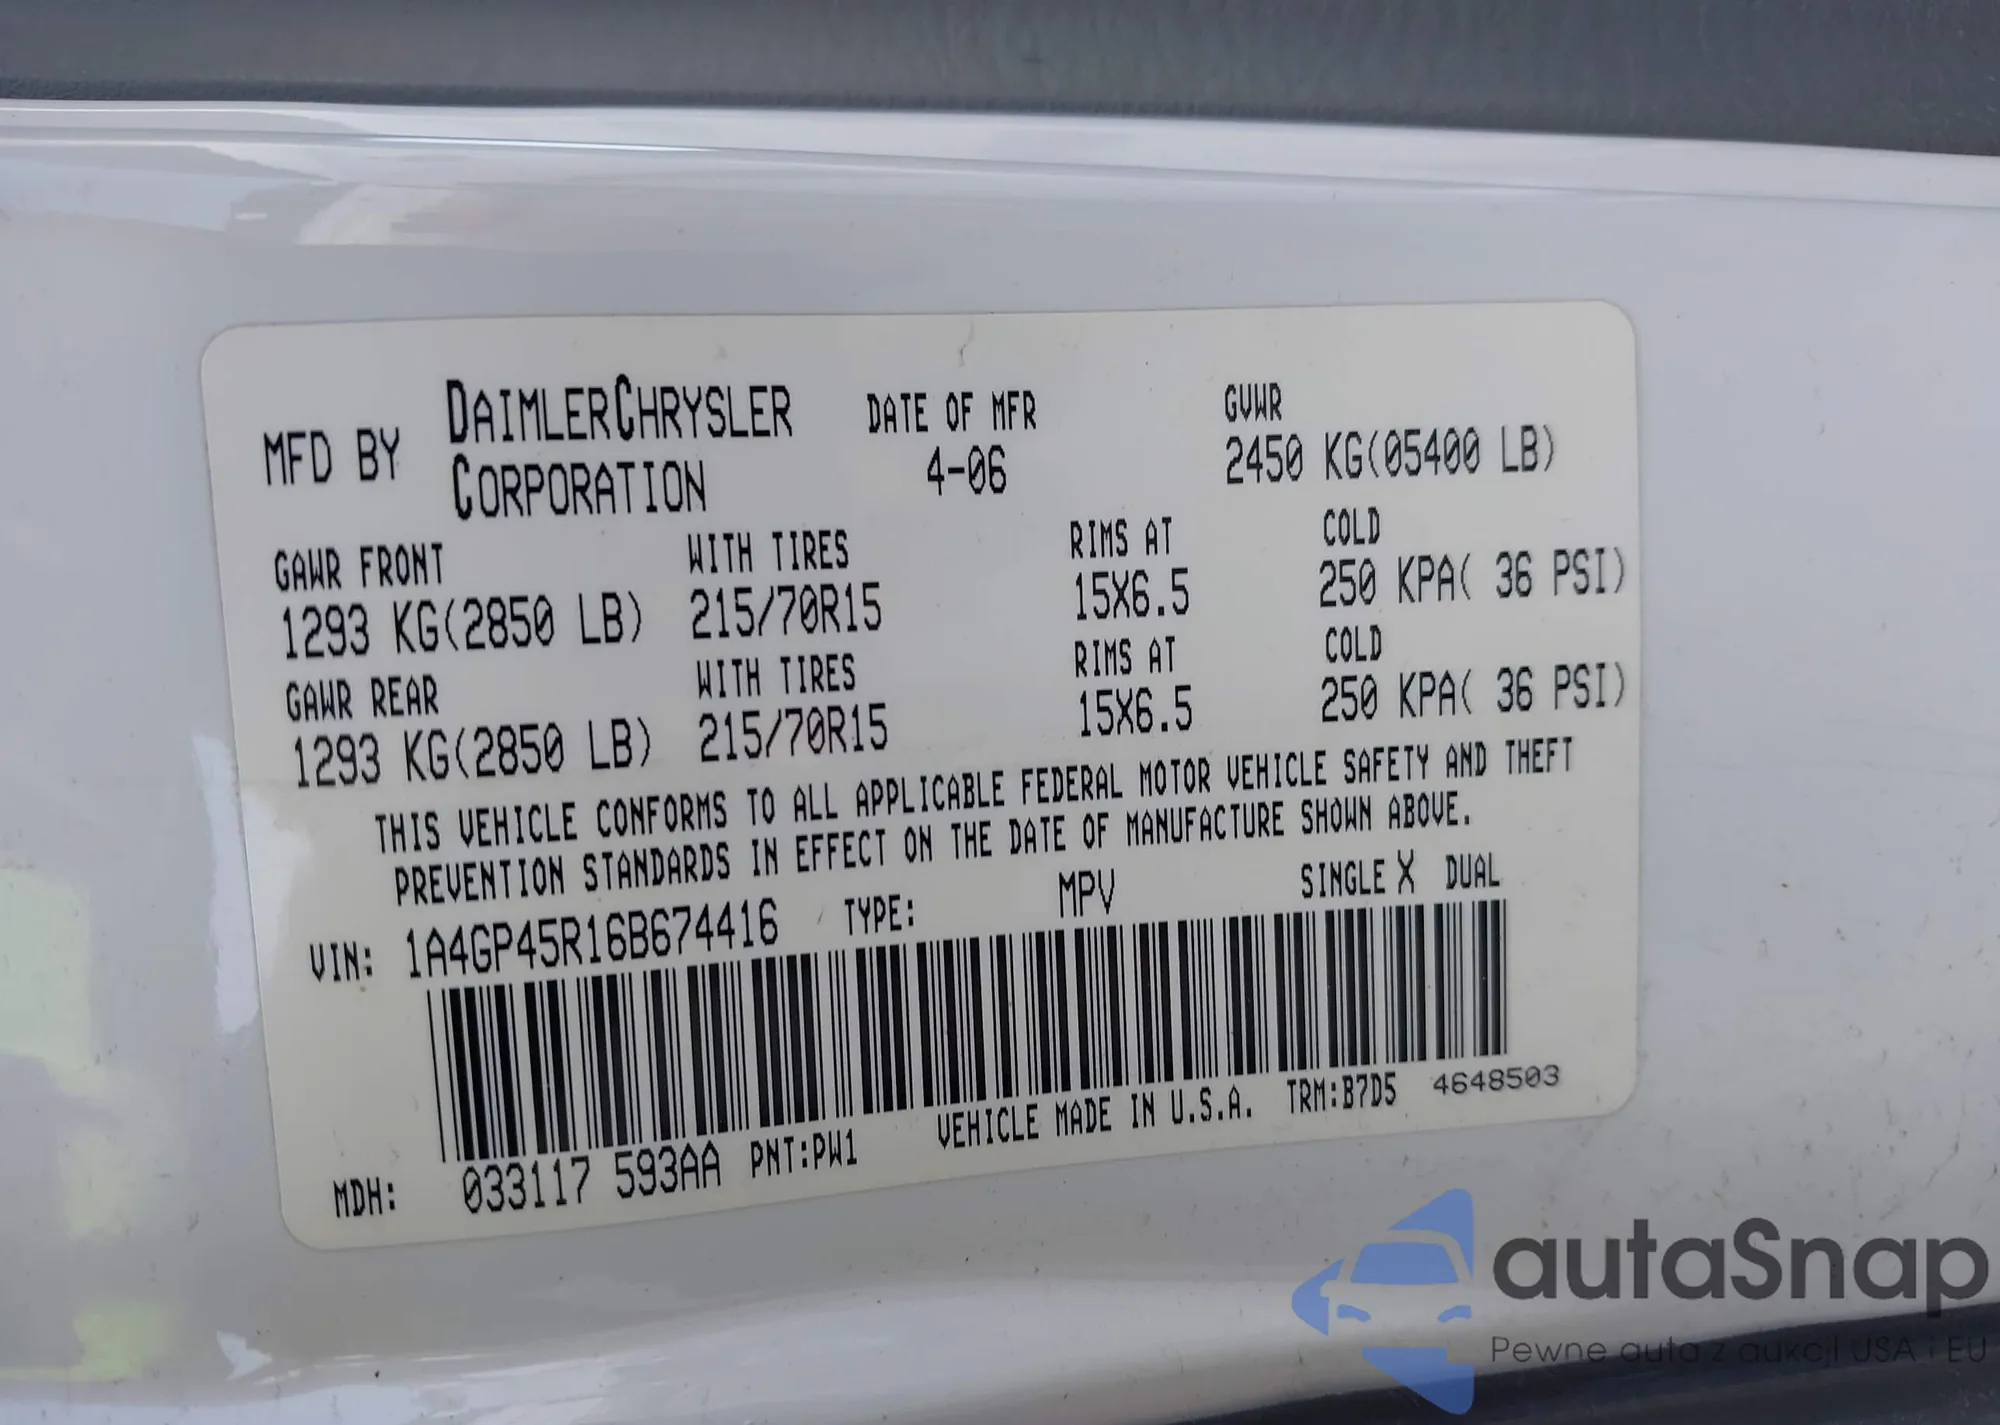 MFD BY DAIMLERCHRYSLER CORPORATION DATE OF MFR 4-06 GVWR 2450 KG(05400 LB)
GAWR FRONT WITH TIRES RIMS AT COLD
1293 KG(2850 LB) 215/70R15 15X6.5 250 KPA( 36 PSI)
GAWR REAR WITH TIRES RIMS AT COLD
1293 KG(2850 LB) 215/70R15 15X6.5 250 KPA( 36 PSI)
THIS VEHICLE CONFORMS TO ALL APPLICABLE FEDERAL MOTOR VEHICLE SAFETY AND THEFT
PREVENTION STANDARDS IN EFFECT ON THE DATE OF MANUFACTURE SHOWN ABOVE.
VIN: 1A4GP45R16B674416 TYPE: MPV SINGLE X DUAL
MDH: 033117 593AA PNT:PW1 VEHICLE MADE IN U.S.A. TRM:B7D5 4648503
autaSnap
Pewne auta z aukcji USA i EU